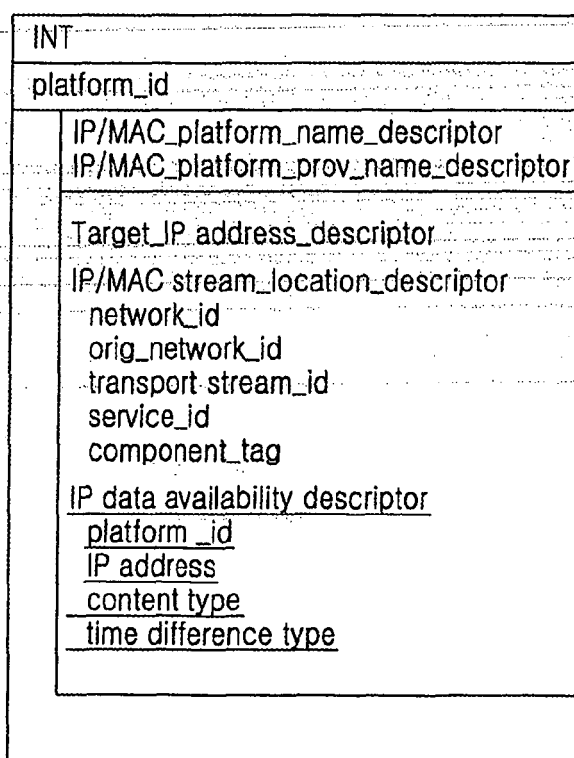 INT
platform_id
IP/MAC_platform_name_descriptor
IP/MAC_platform_prov_name_descriptor
Target_IP address_descriptor
IP/MAC stream_location_descriptor
network_id
orig_network_id
transport stream_id
service_id
component_tag
IP data availability descriptor
platform _id
IP address
content type
time difference type